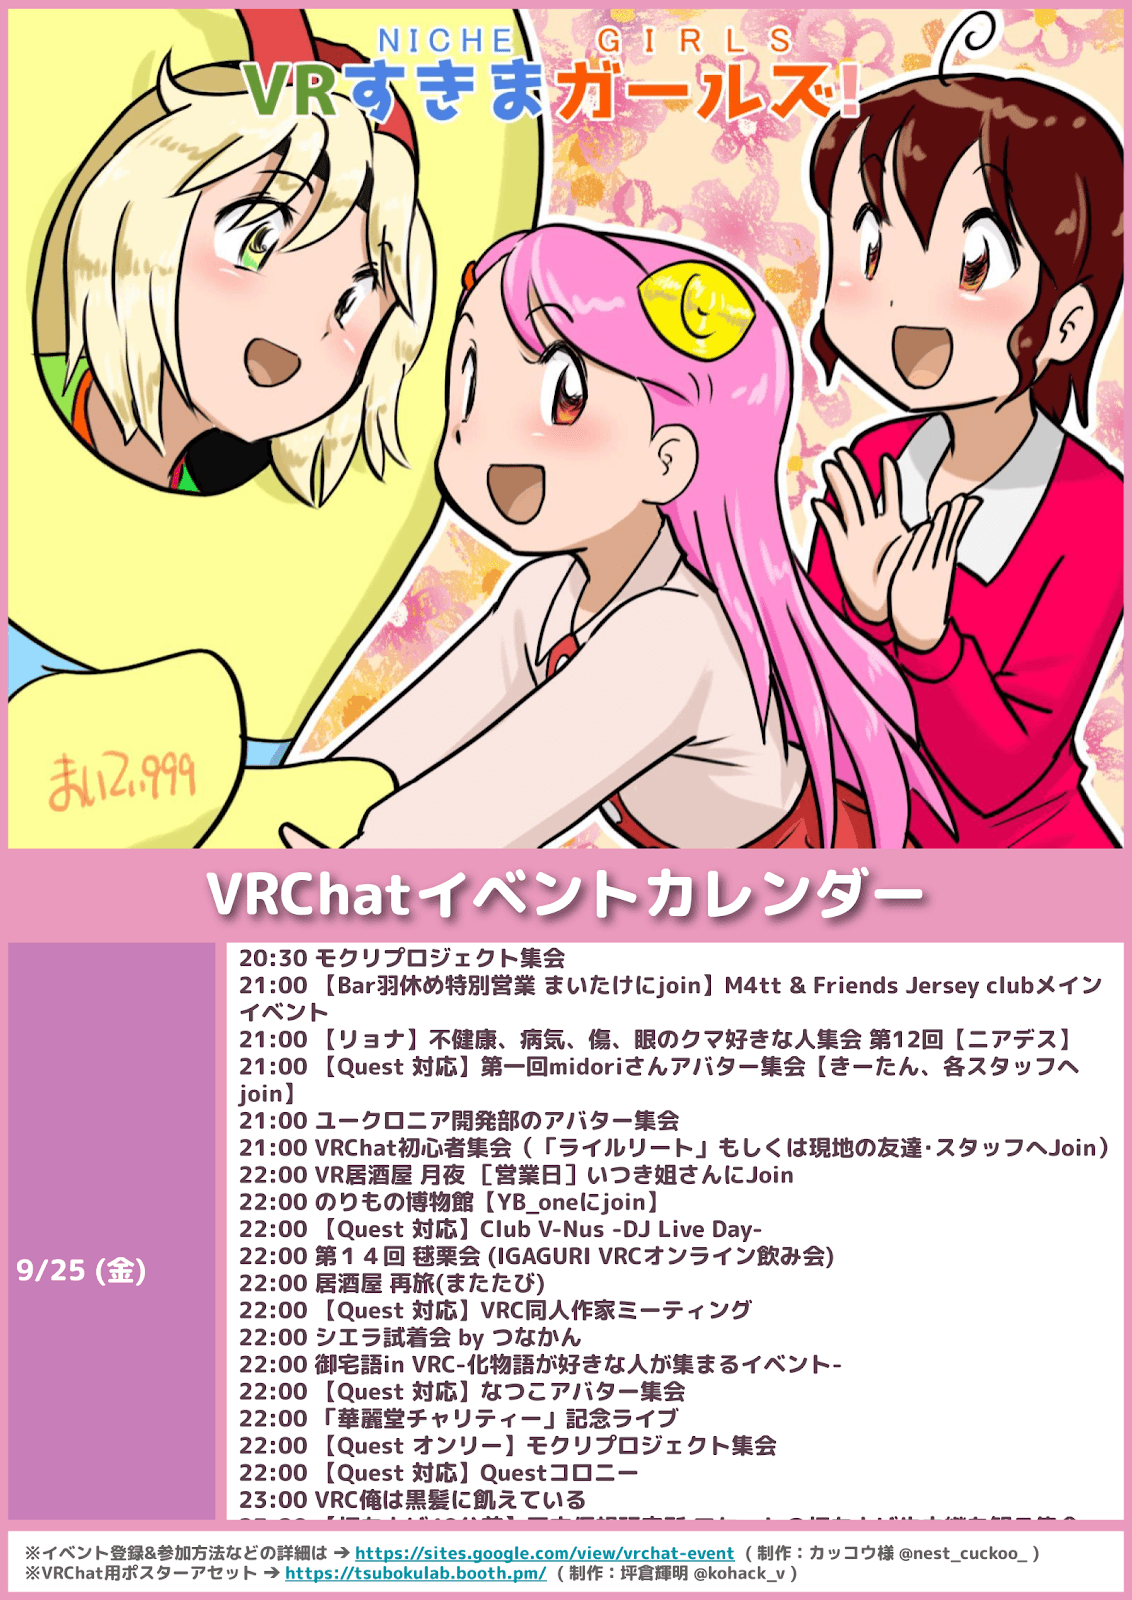 NICHE GIRLS
VRすきまガールズ!
まいてぃ999
VRChatイベントカレンダー
9/25 (金)
20:30 モクリプロジェクト集会
21:00 【Bar羽休め特別営業 まいたけにjoin】M4tt & Friends Jersey clubメイン
イベント
21:00 【リョナ】不健康、病気、傷、眼のクマ好きな人集会 第12回【ニアデス】
21:00 【Quest 対応】第一回midoriさんアバター集会【きーたん、各スタッフへ
join】
21:00 ユークロニア開発部のアバター集会
21:00 VRChat初心者集会（「ライルリート」もしくは現地の友達･スタッフへJoin）
22:00 VR居酒屋 月夜 ［営業日］いつき姐さんにJoin
22:00 のりもの博物館【YB_oneにjoin】
22:00 【Quest 対応】Club V-Nus -DJ Live Day-
22:00 第１４回 毬栗会 (IGAGURI VRCオンライン飲み会)
22:00 居酒屋 再旅(またたび)
22:00 【Quest 対応】VRC同人作家ミーティング
22:00 シエラ試着会 by つなかん
22:00 御宅語in VRC-化物語が好きな人が集まるイベント-
22:00 【Quest 対応】なつこアバター集会
22:00 「華麗堂チャリティー」記念ライブ
22:00 【Quest オンリー】モクリプロジェクト集会
22:00 【Quest 対応】Questコロニー
23:00 VRC俺は黒髪に飢えている
※イベント登録&参加方法などの詳細は ➔ https://sites.google.com/view/vrchat-event （ 制作：カッコウ様 @nest_cuckoo_ ）
※VRChat用ポスターアセット ➔ https://tsubokulab.booth.pm/ （ 制作：坪倉輝明 @kohack_v ）